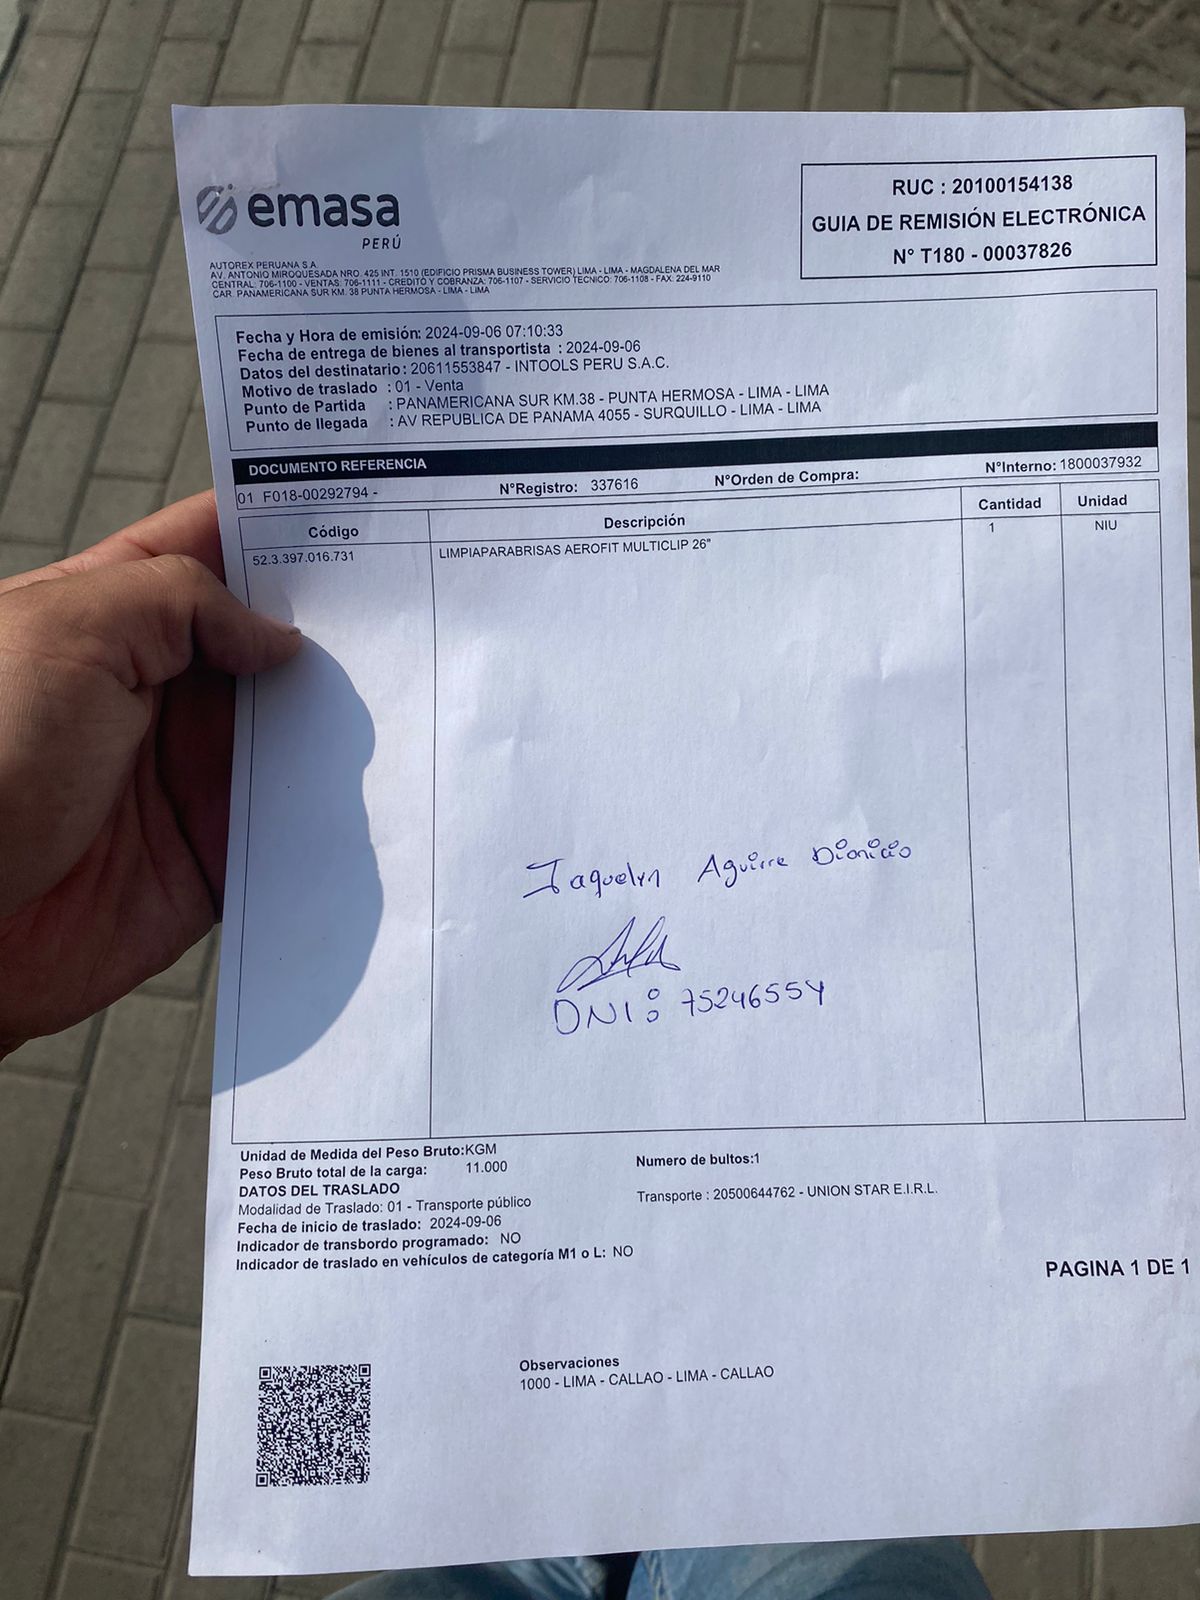 emasa
PERÚ
RUC : 20100154138
GUIA DE REMISIÓN ELECTRÓNICA
N° T180 - 00037826
AUTOREX PERUANA S.A.
AV. ANTONIO MIROQUESADA NRO. 425 INT. 1510 (EDIFICIO PRISMA BUSINESS TOWER) LIMA - LIMA - MAGDALENA DEL MAR
CENTRAL: 706-1100 - VENTAS: 706-1111 - CREDITO Y COBRANZA: 706-1107 - SERVICIO TECNICO: 706-1108 - FAX: 224-9110
CAR. PANAMERICANA SUR KM. 38 PUNTA HERMOSA - LIMA - LIMA
Fecha y Hora de emisión: 2024-09-06 07:10:33
Fecha de entrega de bienes al transportista : 2024-09-06
Datos del destinatario: 20611553847 - INTOOLS PERU S.A.C.
Motivo de traslado : 01 - Venta
Punto de Partida : PANAMERICANA SUR KM.38 - PUNTA HERMOSA - LIMA - LIMA
Punto de llegada : AV REPUBLICA DE PANAMA 4055 - SURQUILLO - LIMA - LIMA
DOCUMENTO REFERENCIA
01 F018-00292794 - N°Registro: 337616 N°Orden de Compra: N°Interno: 1800037932
Código Descripción Cantidad Unidad
52.3.397.016.731 LIMPIAPARABRISAS AEROFIT MULTICLIP 26" 1 NIU
Jaquelyn Aguirre Dionicio
DNI: 75246554
Unidad de Medida del Peso Bruto:KGM
Peso Bruto total de la carga: 11.000 Numero de bultos:1
DATOS DEL TRASLADO
Modalidad de Traslado: 01 - Transporte público Transporte : 20500644762 - UNION STAR E.I.R.L.
Fecha de inicio de traslado: 2024-09-06
Indicador de transbordo programado: NO
Indicador de traslado en vehículos de categoría M1 o L: NO
PAGINA 1 DE 1
Observaciones
1000 - LIMA - CALLAO - LIMA - CALLAO